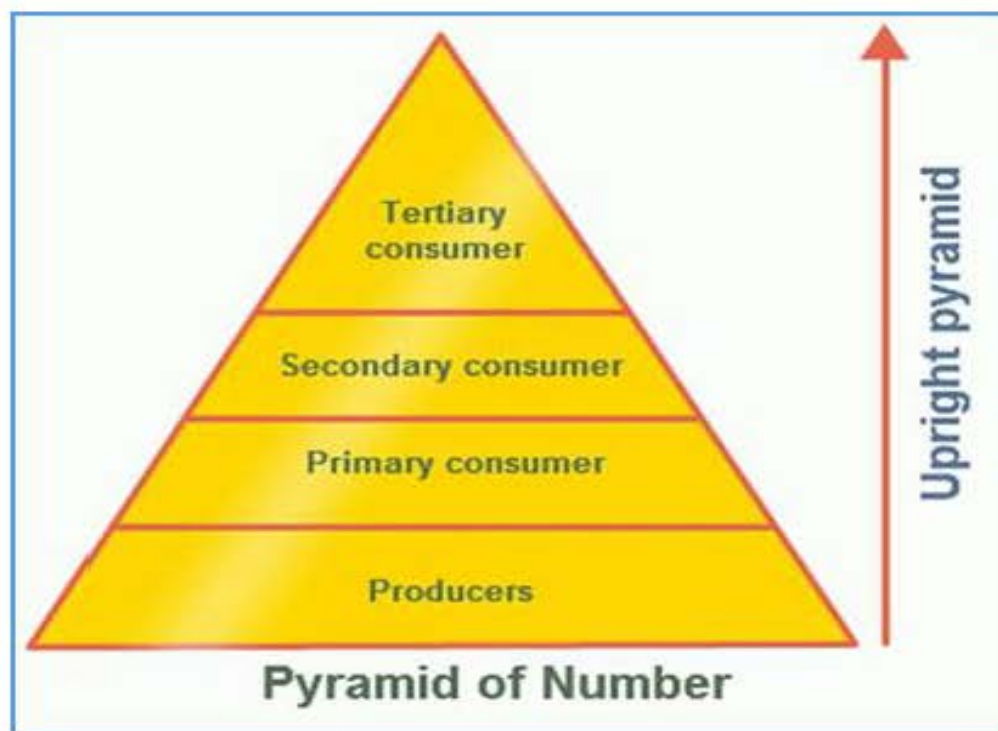 Tertiary
consumer
Secondary consumer
Primary consumer
Producers
Pyramid of Number
Upright pyramid